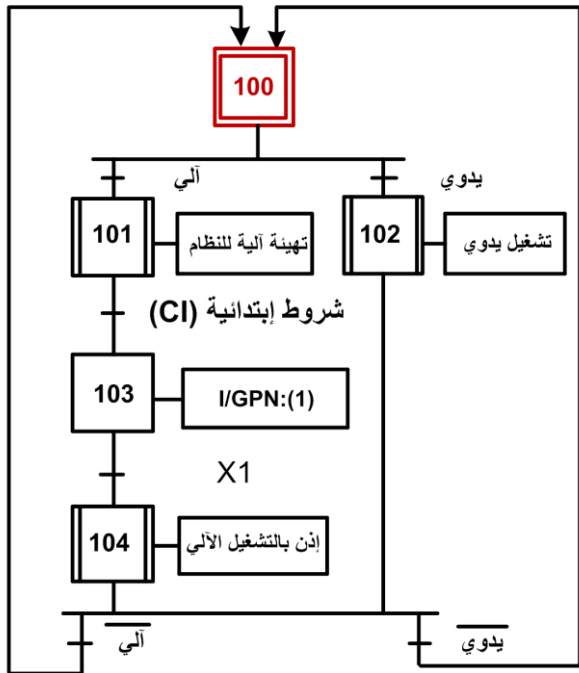 100
آلي
يدوي
101
تهيئة آلية للنظام
102
تشغيل يدوي
شروط إبتدائية (CI)
103
I/GPN:(1)
X1
104
إذن بالتشغيل الآلي
آلي
يدوي